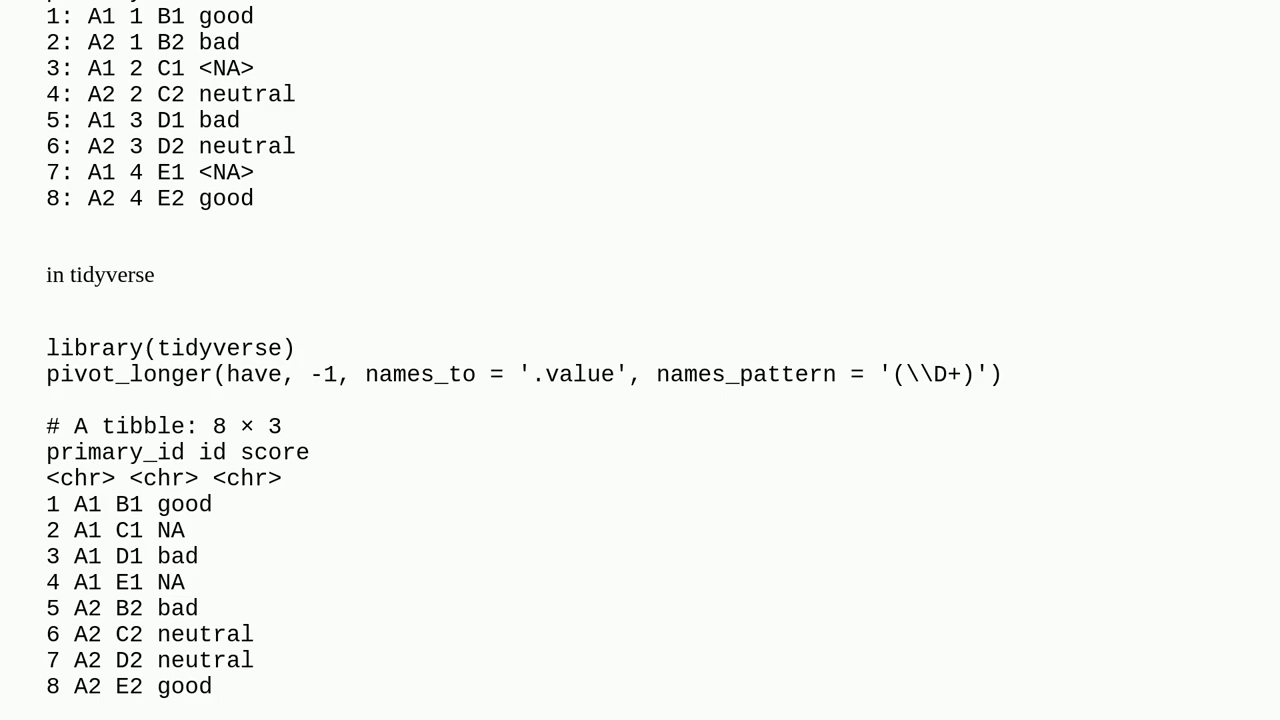 1: A1 1 B1 good
2: A2 1 B2 bad
3: A1 2 C1 <NA>
4: A2 2 C2 neutral
5: A1 3 D1 bad
6: A2 3 D2 neutral
7: A1 4 E1 <NA>
8: A2 4 E2 good
in tidyverse
library(tidyverse)
pivot_longer(have, -1, names_to = '.value', names_pattern = '(\\D+)')
# A tibble: 8 × 3
primary_id id score
<chr> <chr> <chr>
1 A1 B1 good
2 A1 C1 NA
3 A1 D1 bad
4 A1 E1 NA
5 A2 B2 bad
6 A2 C2 neutral
7 A2 D2 neutral
8 A2 E2 good